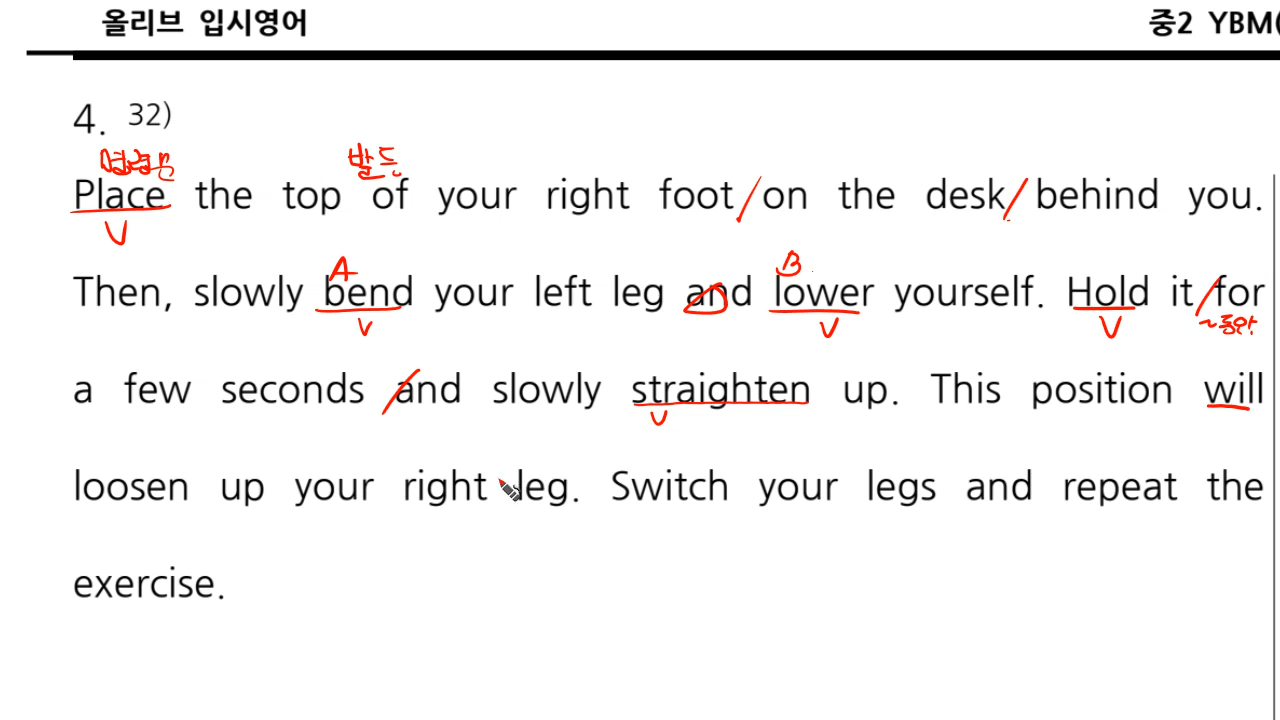 올리브 입시영어 중2 YBM(
4. 32)
명령문 발등
Place the top of your right foot / on the desk / behind you.
V
A B
Then, slowly bend your left leg and lower yourself. Hold it / for
V V V ~동안
a few seconds / and slowly straighten up. This position will
V
loosen up your right leg. Switch your legs and repeat the
exercise.